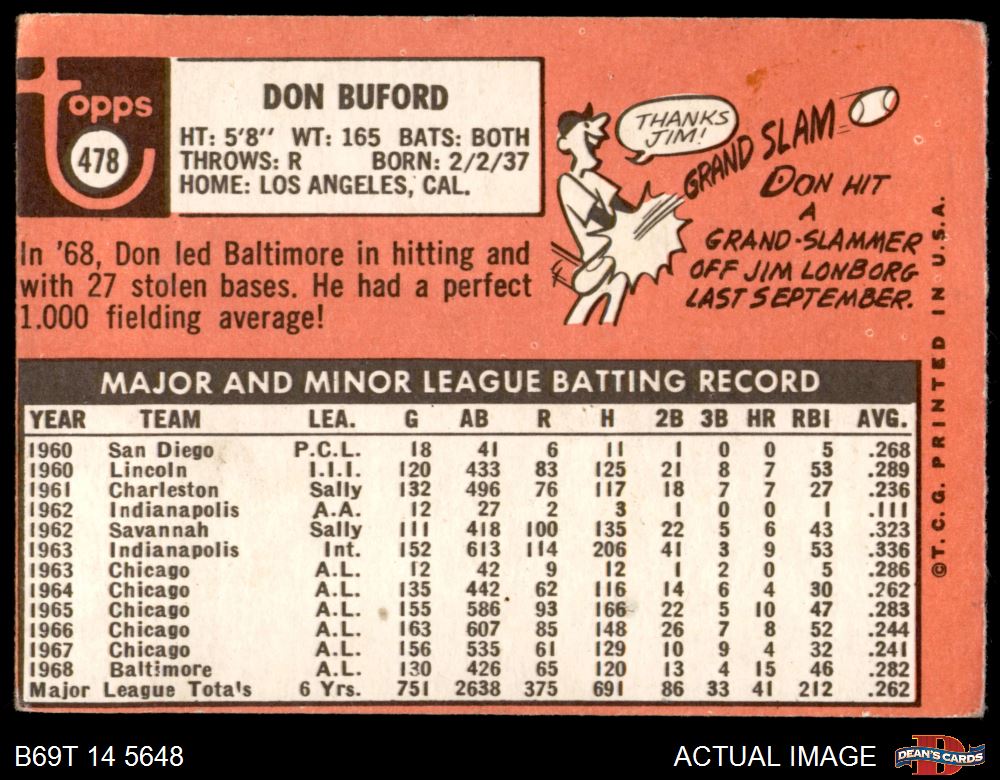 Topps
478
DON BUFORD
HT: 5'8" WT: 165 BATS: BOTH
THROWS: R BORN: 2/2/37
HOME: LOS ANGELES, CAL.
THANKS
JIM!
GRAND SLAM
DON HIT
A
GRAND-SLAMMER
OFF JIM LONBORG
LAST SEPTEMBER.
In '68, Don led Baltimore in hitting and
with 27 stolen bases. He had a perfect
1.000 fielding average!
MAJOR AND MINOR LEAGUE BATTING RECORD
YEAR TEAM LEA. G AB R H 2B 3B HR RBI AVG.
1960 San Diego P.C.L. 18 41 6 11 1 0 0 5 .268
1960 Lincoln I.I.I. 120 433 83 125 21 8 7 53 .289
1961 Charleston Sally 132 496 76 117 18 7 7 27 .236
1962 Indianapolis A.A. 12 27 2 3 1 0 0 1 .111
1962 Savannah Sally 111 418 100 135 22 5 6 43 .323
1963 Indianapolis Int. 152 613 114 206 41 3 9 53 .336
1963 Chicago A.L. 12 42 9 12 1 2 0 5 .286
1964 Chicago A.L. 135 442 62 116 14 6 4 30 .262
1965 Chicago A.L. 155 586 93 166 22 5 10 47 .283
1966 Chicago A.L. 163 607 85 148 26 7 8 52 .244
1967 Chicago A.L. 156 535 61 129 10 9 4 32 .241
1968 Baltimore A.L. 130 426 65 120 13 4 15 46 .282
Major League Totals 6 Yrs. 751 2638 375 691 86 33 41 212 .262
©T.C.G. PRINTED IN U.S.A.
B69T 14 5648
ACTUAL IMAGE
D
DEAN'S CARDS